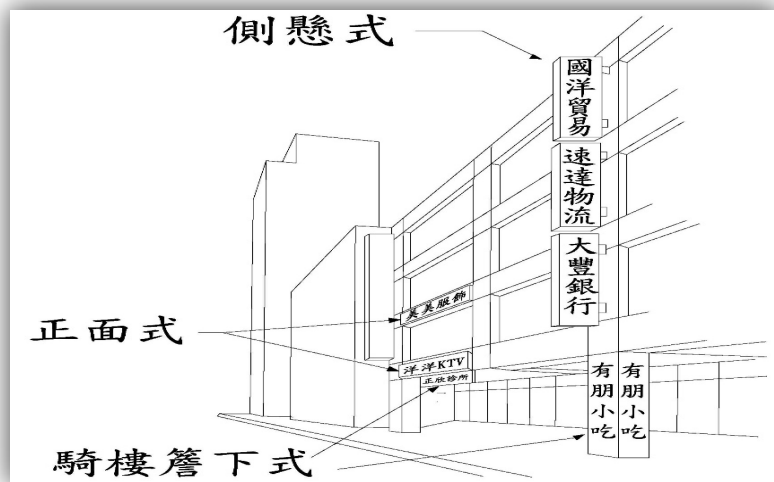 側懸式
國洋貿易
速達物流
大豐銀行
美美服飾
正面式
洋洋KTV
正欣診所
有朋小吃
有朋小吃
騎樓簷下式